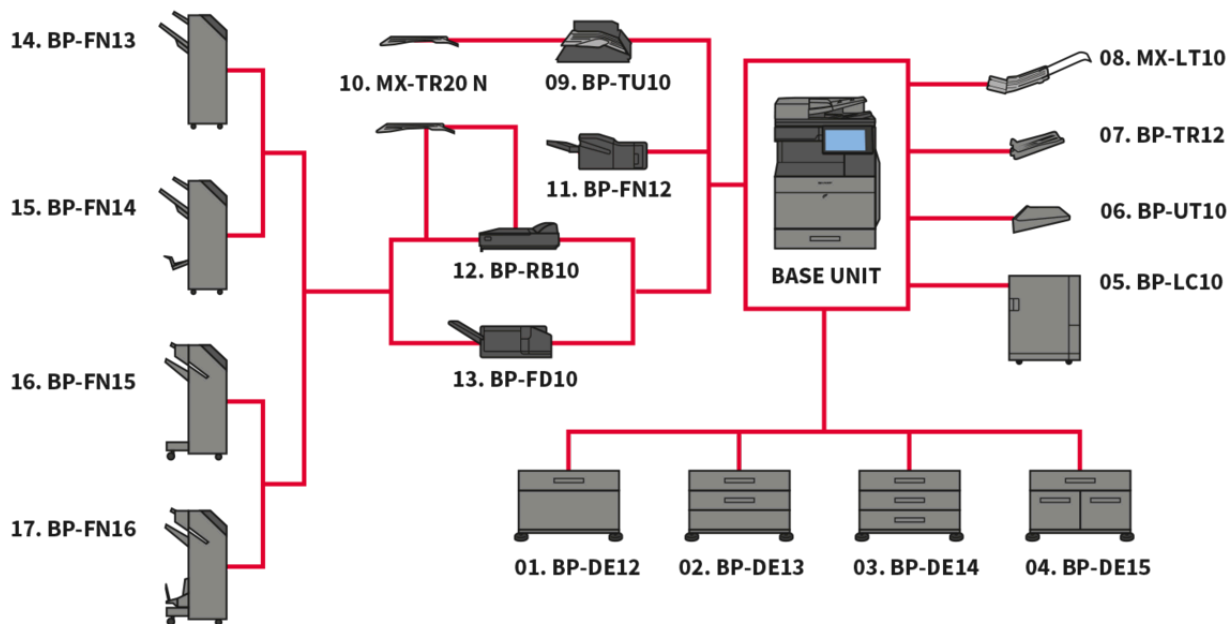 14. BP-FN13
10. MX-TR20 N
09. BP-TU10
08. MX-LT10
07. BP-TR12
11. BP-FN12
15. BP-FN14
06. BP-UT10
12. BP-RB10
BASE UNIT
05. BP-LC10
16. BP-FN15
13. BP-FD10
17. BP-FN16
01. BP-DE12
02. BP-DE13
03. BP-DE14
04. BP-DE15